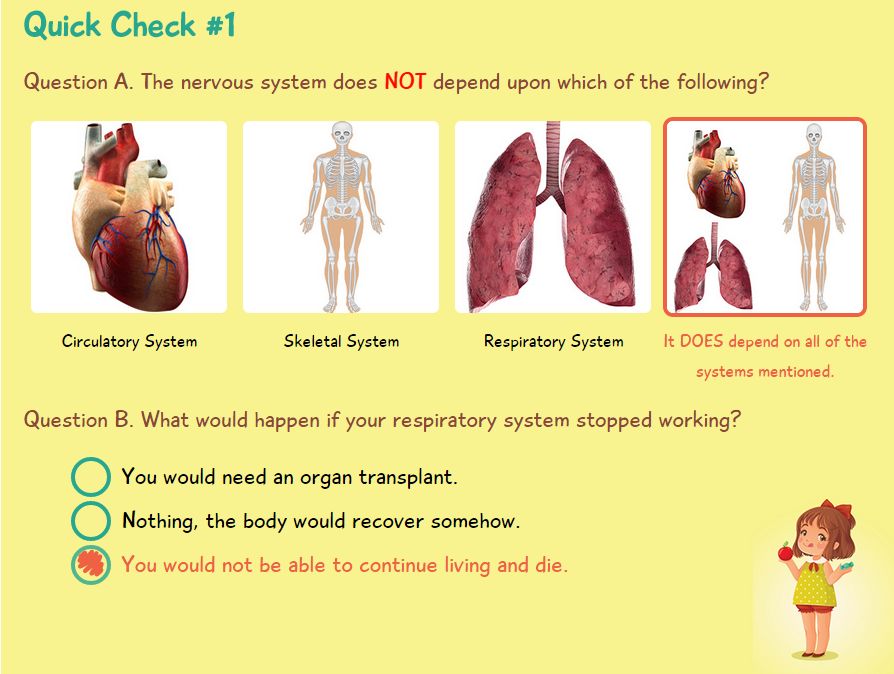 Quick Check #1
Question A. The nervous system does NOT depend upon which of the following?
Circulatory System
Skeletal System
Respiratory System
It DOES depend on all of the
systems mentioned.
Question B. What would happen if your respiratory system stopped working?
You would need an organ transplant.
Nothing, the body would recover somehow.
You would not be able to continue living and die.